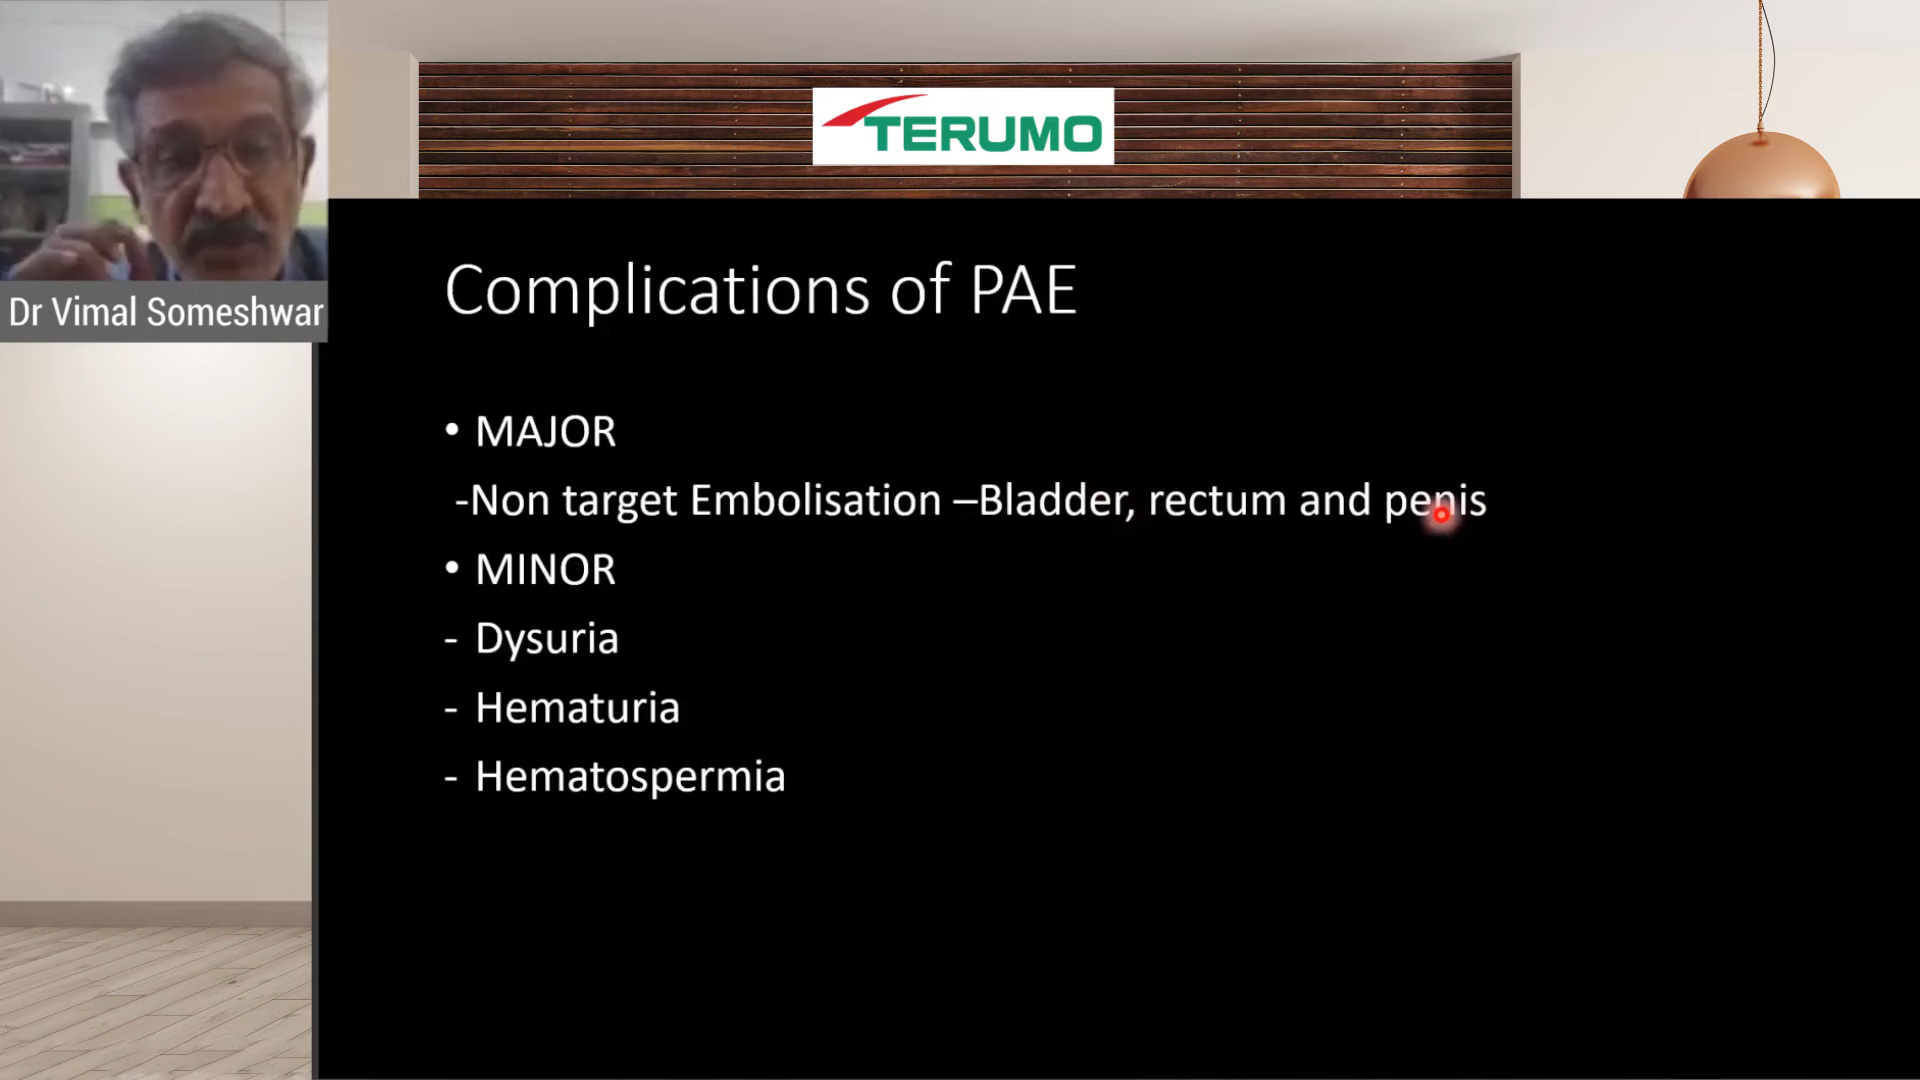 TERUMO
Dr Vimal Someshwar
Complications of PAE
• MAJOR
-Non target Embolisation –Bladder, rectum and penis
• MINOR
- Dysuria
- Hematuria
- Hematospermia